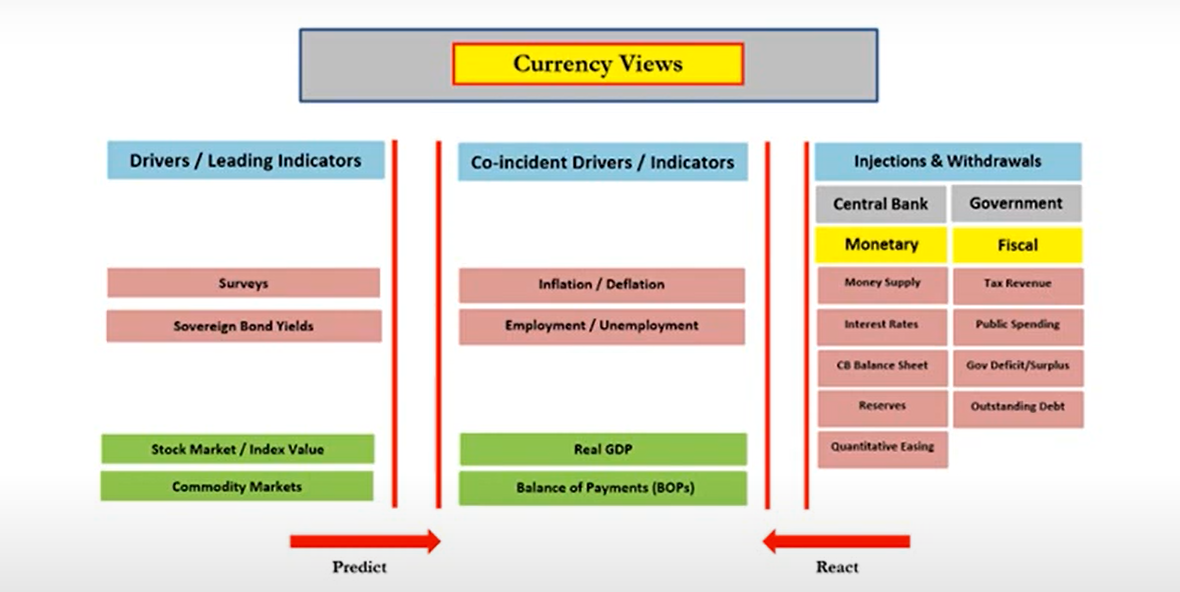 Currency Views
Drivers / Leading Indicators
Surveys
Sovereign Bond Yields
Stock Market / Index Value
Commodity Markets
Co-incident Drivers / Indicators
Inflation / Deflation
Employment / Unemployment
Real GDP
Balance of Payments (BOPs)
Injections & Withdrawals
Central Bank
Monetary
Money Supply
Interest Rates
CB Balance Sheet
Reserves
Quantitative Easing
Government
Fiscal
Tax Revenue
Public Spending
Gov Deficit/Surplus
Outstanding Debt
Predict
React